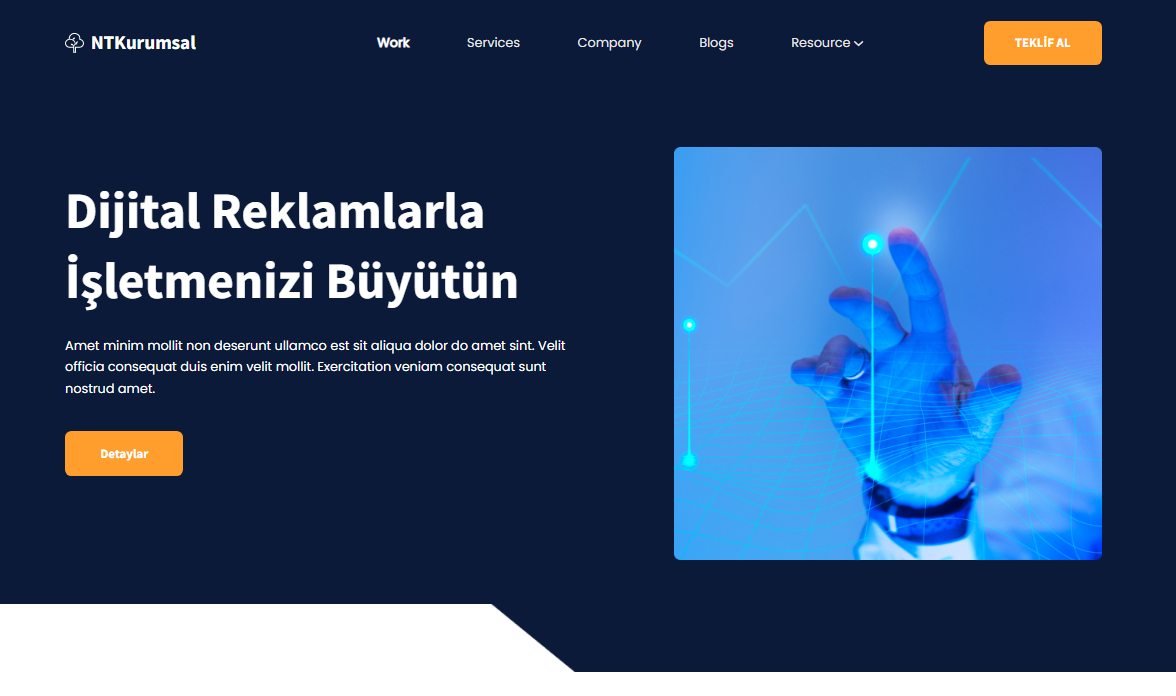 NTKurumsal
Work Services Company Blogs Resource
TEKLİF AL
Dijital Reklamlarla
İşletmenizi Büyütün
Amet minim mollit non deserunt ullamco est sit aliqua dolor do amet sint. Velit
officia consequat duis enim velit mollit. Exercitation veniam consequat sunt
nostrud amet.
Detaylar